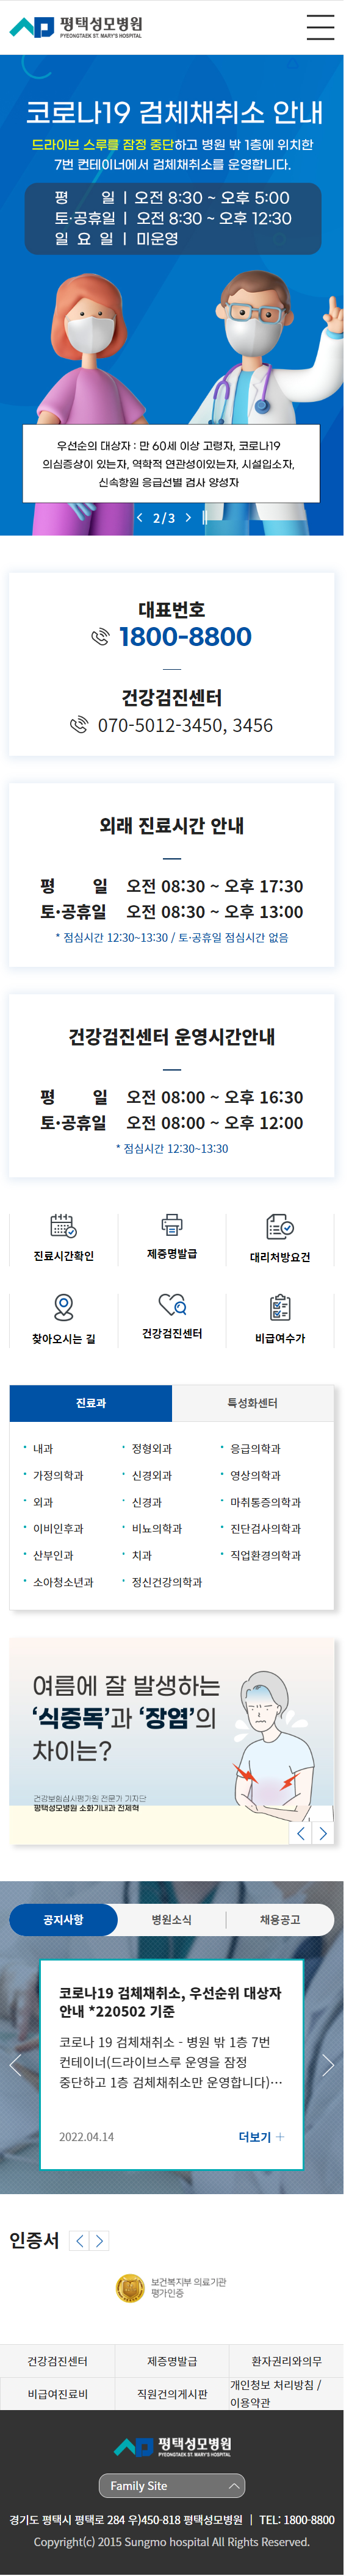 평택성모병원
PYEONGTAEK ST. MARY'S HOSPITAL
코로나19 검체채취소 안내
드라이브 스루를 잠정 중단하고 병원 밖 1층에 위치한
7번 컨테이너에서 검체채취소를 운영합니다.
평 일 | 오전 8:30 ~ 오후 5:00
토·공휴일 | 오전 8:30 ~ 오후 12:30
일 요 일 | 미운영
우선순의 대상자 : 만 60세 이상 고령자, 코로나19
의심증상이 있는자, 역학적 연관성이있는자, 시설입소자,
신속항원 응급선별 검사 양성자
2/3
대표번호
1800-8800
건강검진센터
070-5012-3450, 3456
외래 진료시간 안내
평 일 오전 08:30 ~ 오후 17:30
토·공휴일 오전 08:30 ~ 오후 13:00
* 점심시간 12:30~13:30 / 토·공휴일 점심시간 없음
건강검진센터 운영시간안내
평 일 오전 08:00 ~ 오후 16:30
토·공휴일 오전 08:00 ~ 오후 12:00
* 점심시간 12:30~13:30
진료시간확인 제증명발급 대리처방요건
찾아오시는 길 건강검진센터 비급여수가
진료과 특성화센터
내과 정형외과 응급의학과
가정의학과 신경외과 영상의학과
외과 신경과 마취통증의학과
이비인후과 비뇨의학과 진단검사의학과
산부인과 치과 직업환경의학과
소아청소년과 정신건강의학과
여름에 잘 발생하는
‘식중독’과 ‘장염’의
차이는?
건강보험심사평가원 전문기 기자단
평택성모병원 소화기내과 전제혁
공지사항 병원소식 채용공고
코로나19 검체채취소, 우선순위 대상자
안내 *220502 기준
코로나 19 검체채취소 - 병원 밖 1층 7번
컨테이너(드라이브스루 운영을 잠정
중단하고 1층 검체채취소만 운영합니다)…
2022.04.14 더보기 +
인증서
보건복지부 의료기관
평가인증
건강검진센터 제증명발급 환자권리와의무
비급여진료비 직원건의게시판 개인정보 처리방침 /
이용약관
평택성모병원
PYEONGTAEK ST. MARY'S HOSPITAL
Family Site
경기도 평택시 평택로 284 우)450-818 평택성모병원 | TEL: 1800-8800
Copyright(c) 2015 Sungmo hospital All Rights Reserved.